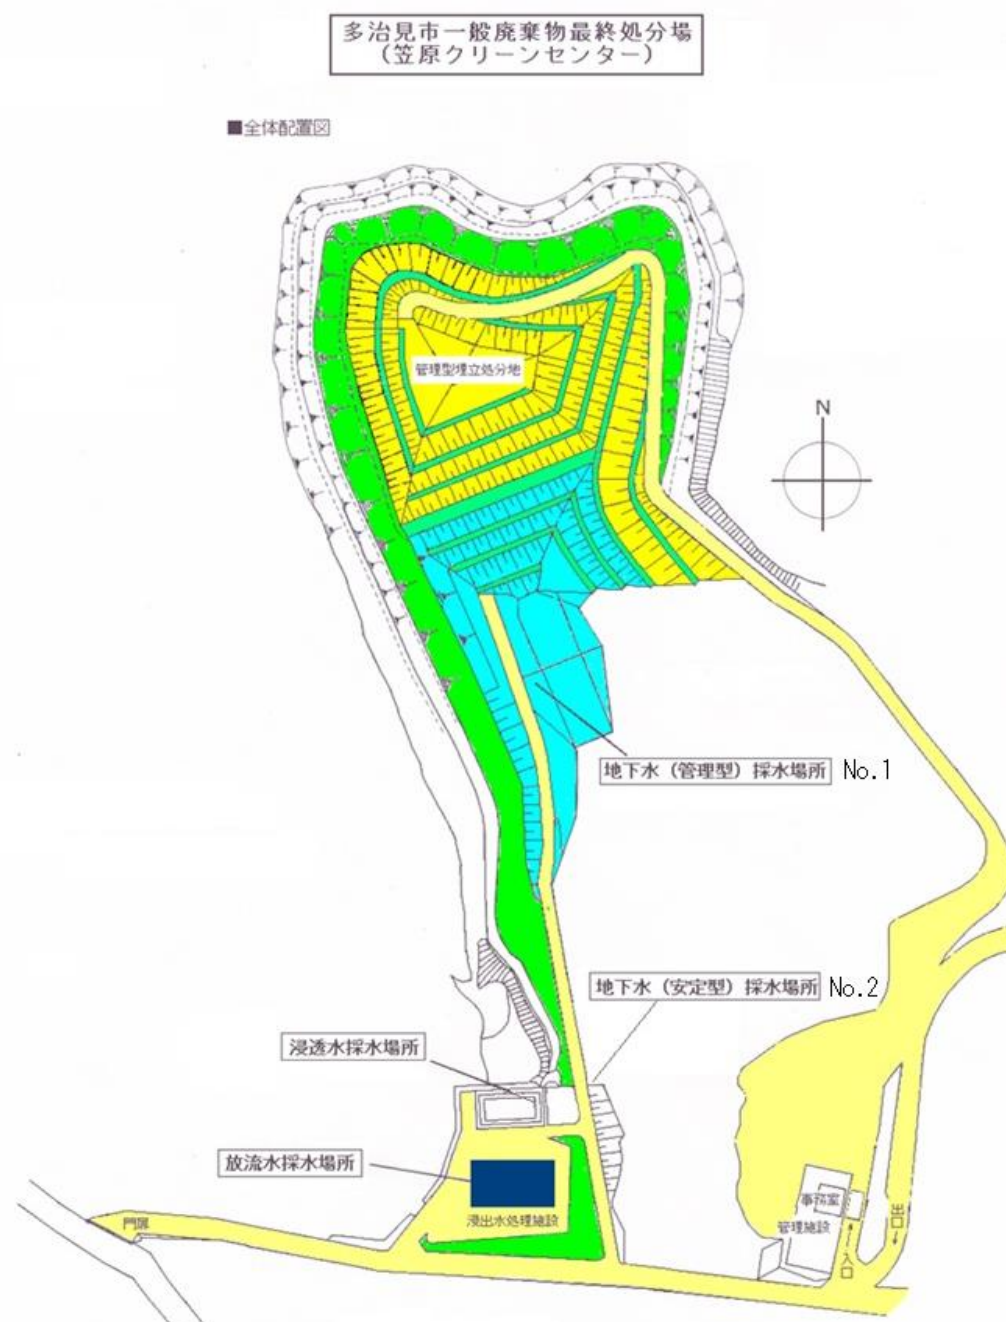 多治見市一般廃棄物最終処分場
（笠原クリーンセンター）
■全体配置図
管理型埋立処分地
N
地下水（管理型）採水場所 No.1
地下水（安定型）採水場所 No.2
浸透水採水場所
放流水採水場所
浸出水処理施設
門扉
事務室
管理施設
出口
入口